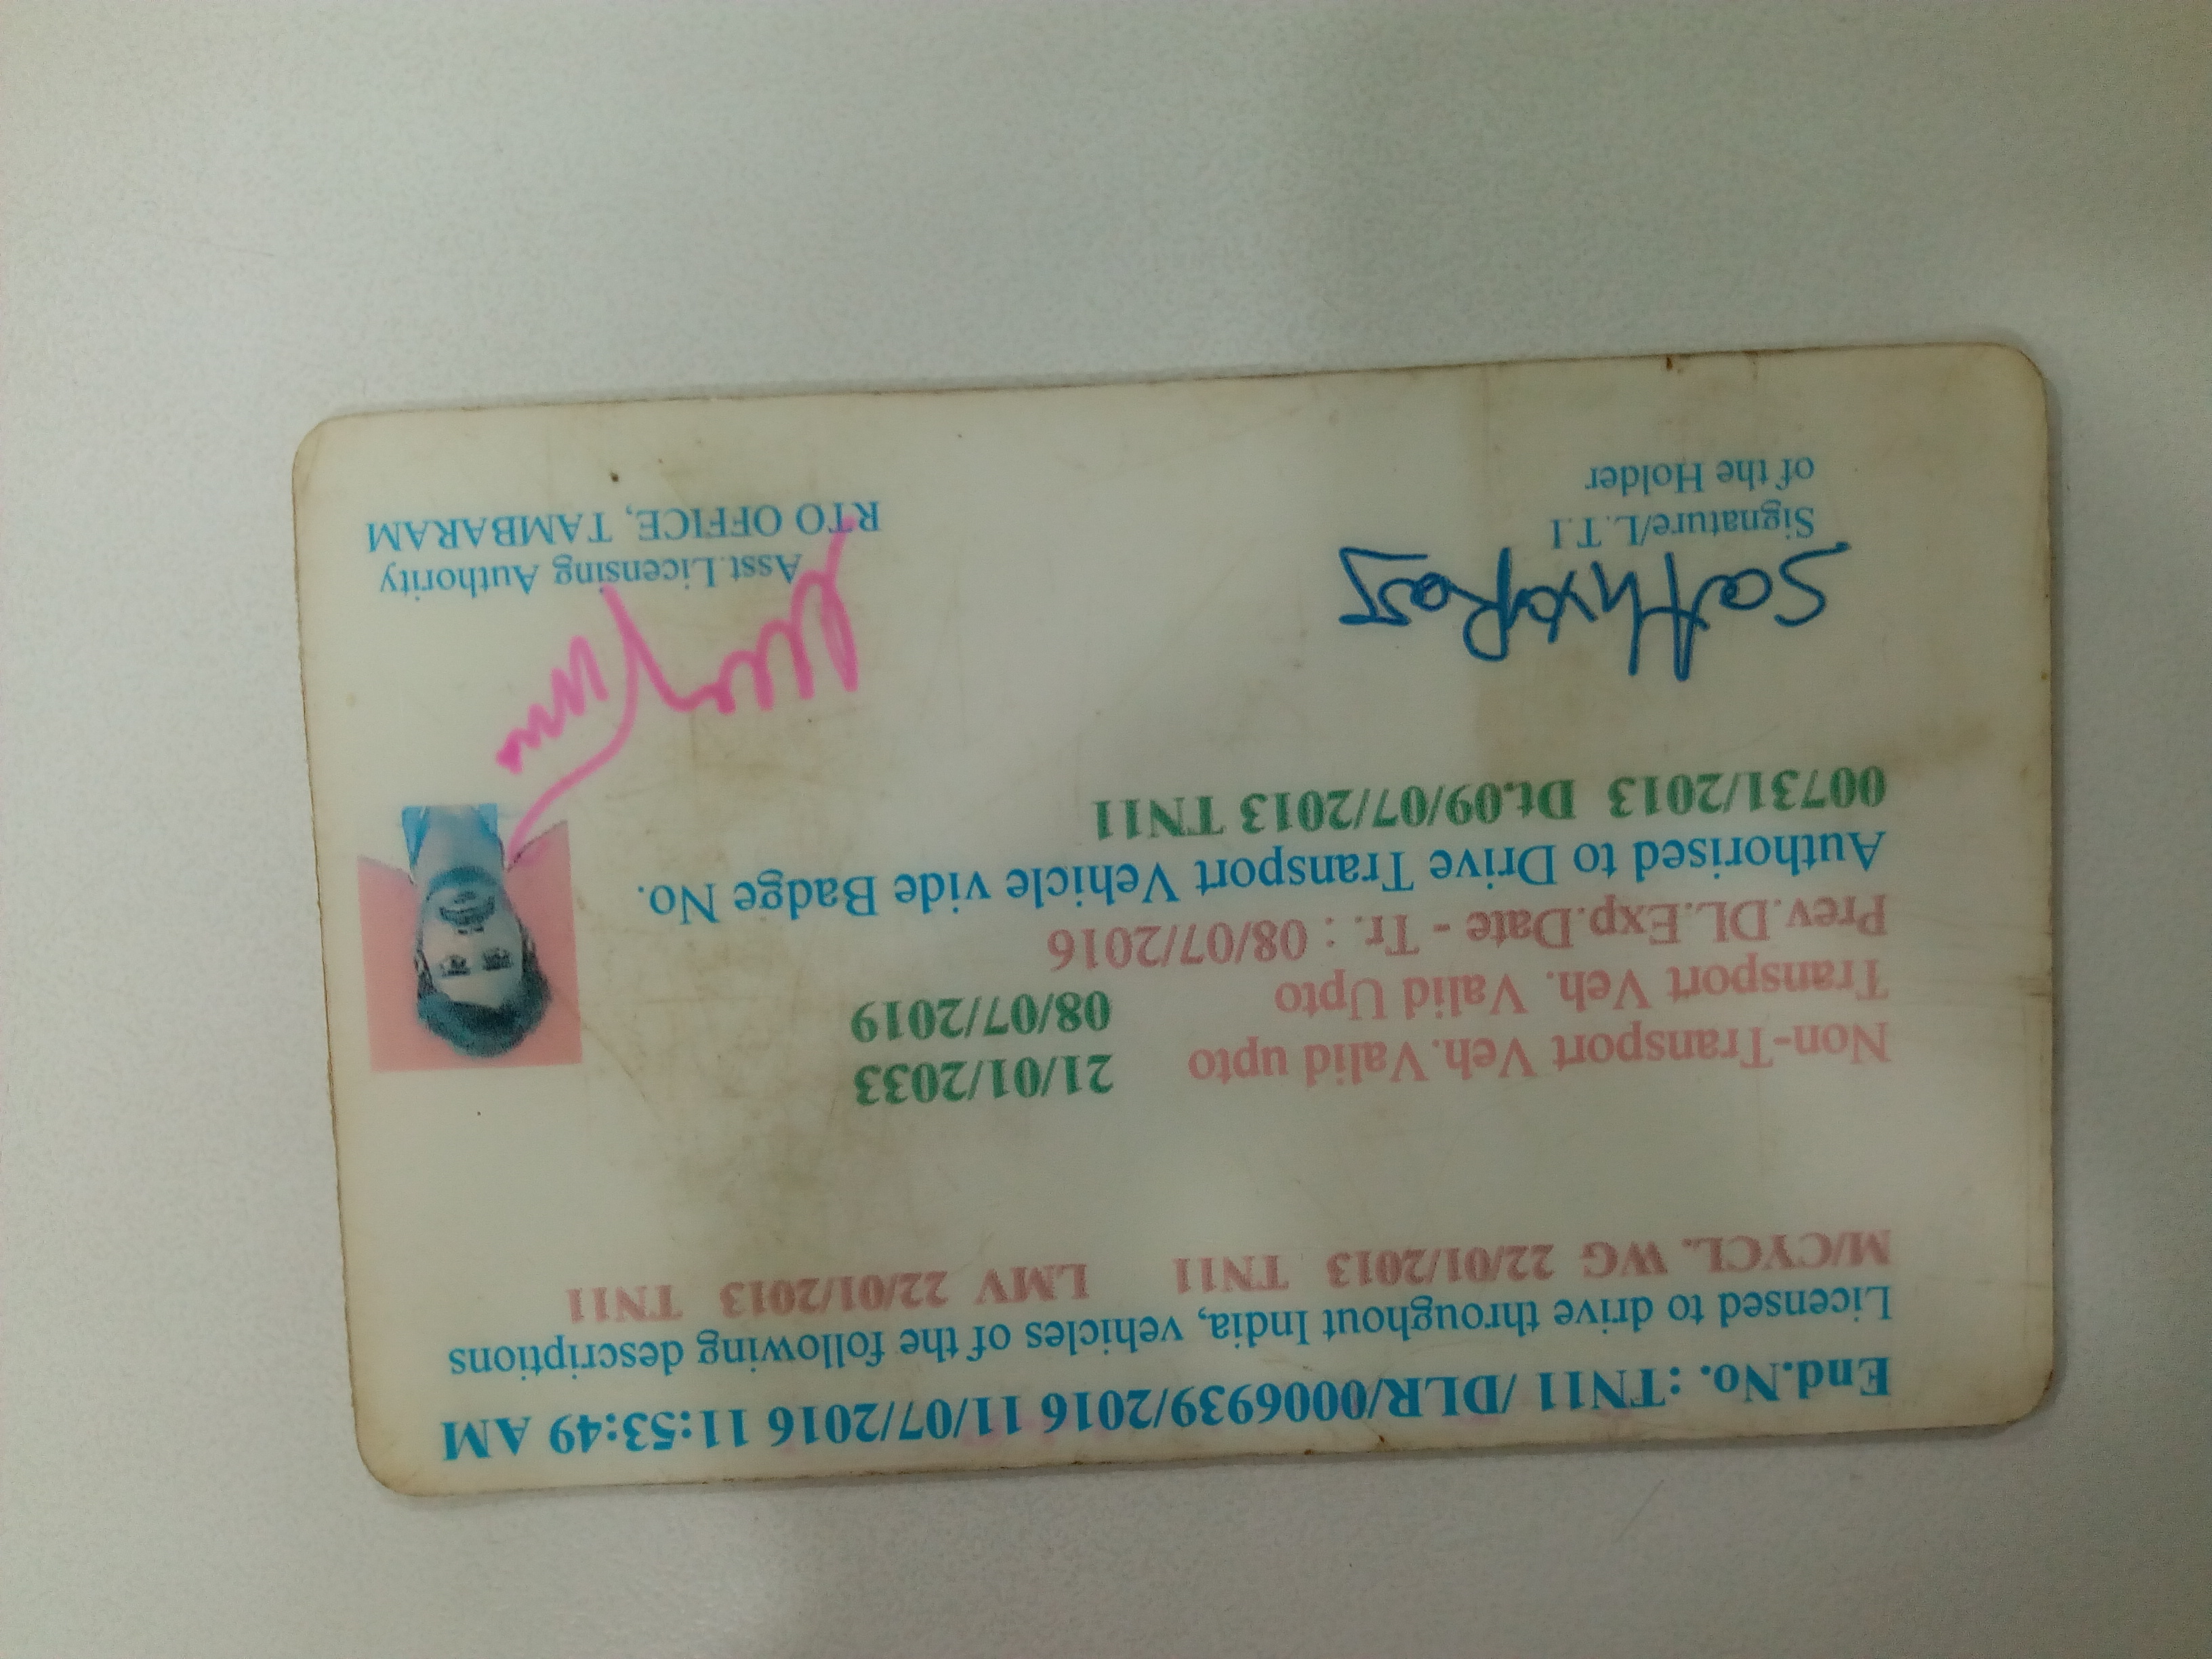 End.No. :TN11 /DLR/0006939/2016 11/07/2016 11:53:49 AM
Licensed to drive throughout India, vehicles of the following descriptions
M/CYCL. WG 22/01/2013 TN11 LMV 22/01/2013 TN11
Non-Transport Veh.Valid upto 21/01/2033
Transport Veh. Valid Upto 08/07/2019
Prev.DL.Exp.Date - Tr. : 08/07/2016
Authorised to Drive Transport Vehicle vide Badge No.
00731/2013 Dt.09/07/2013 TN11
SathyaRaj
Signature/L.T.I
of the Holder
Asst.Licensing Authority
RTO OFFICE, TAMBARAM